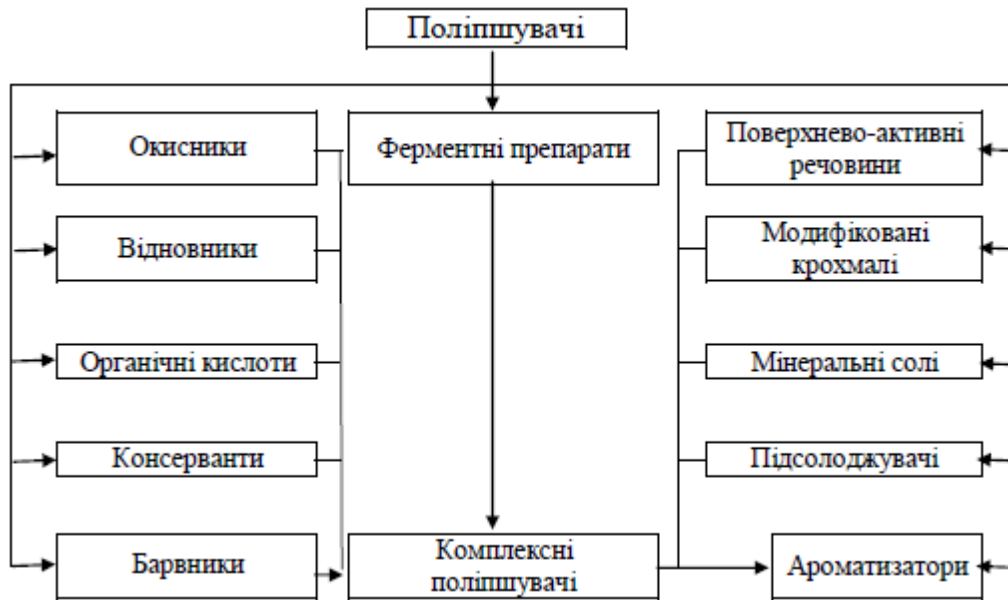 Поліпшувачі
Окисники
Ферментні препарати
Поверхнево-активні
речовини
Відновники
Модифіковані
крохмалі
Органічні кислоти
Мінеральні солі
Консерванти
Підсолоджувачі
Барвники
Комплексні
поліпшувачі
Ароматизатори